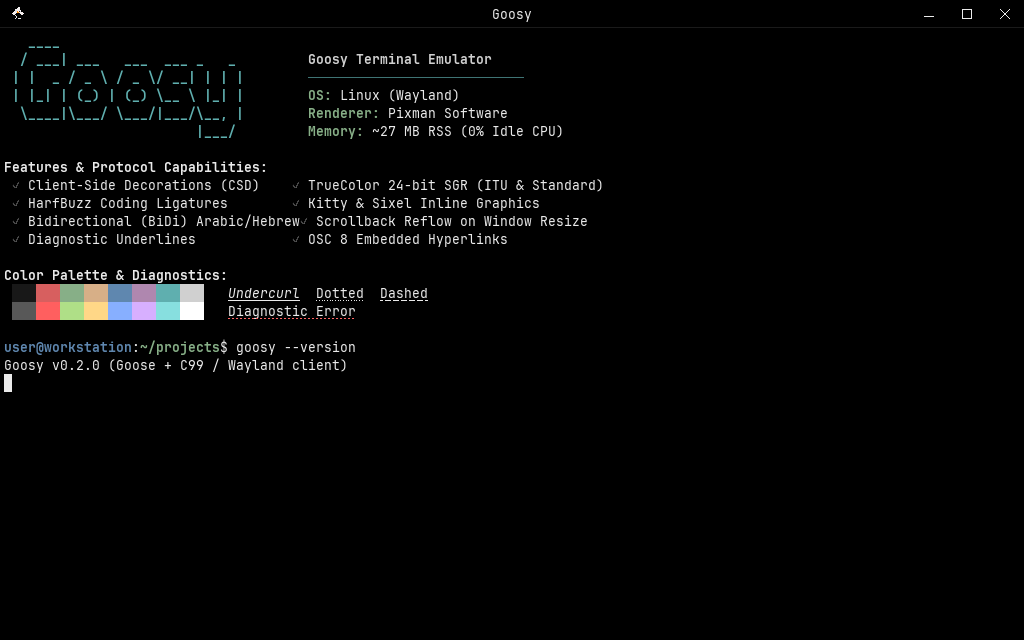 Goosy
Goosy Terminal Emulator
OS: Linux (Wayland)
Renderer: Pixman Software
Memory: ~27 MB RSS (0% Idle CPU)
Features & Protocol Capabilities:
✓ Client-Side Decorations (CSD) ✓ TrueColor 24-bit SGR (ITU & Standard)
✓ HarfBuzz Coding Ligatures ✓ Kitty & Sixel Inline Graphics
✓ Bidirectional (BiDi) Arabic/Hebrew✓ Scrollback Reflow on Window Resize
✓ Diagnostic Underlines ✓ OSC 8 Embedded Hyperlinks
Color Palette & Diagnostics:
Undercurl Dotted Dashed
Diagnostic Error
user@workstation:~/projects$ goosy --version
Goosy v0.2.0 (Goose + C99 / Wayland client)